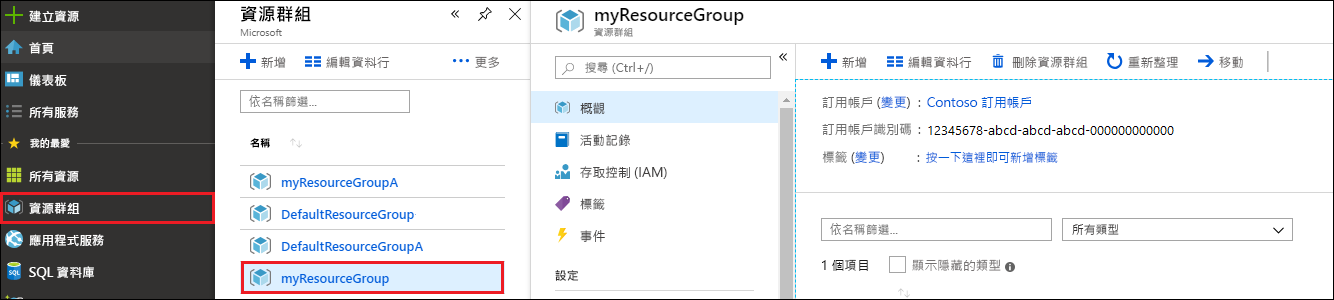 建立資源
首頁
儀表板
所有服務
我的最愛
所有資源
資源群組
應用程式服務
SQL 資料庫
資源群組
Microsoft
新增
編輯資料行
更多
依名稱篩選...
名稱
myResourceGroupA
DefaultResourceGroup
DefaultResourceGroupA
myResourceGroup
myResourceGroup
資源群組
搜尋 (Ctrl+/)
概觀
活動記錄
存取控制 (IAM)
標籤
事件
設定
新增
編輯資料行
刪除資源群組
重新整理
移動
訂用帳戶 (變更) : Contoso 訂用帳戶
訂用帳戶識別碼 : 12345678-abcd-abcd-abcd-000000000000
標籤 (變更) : 按一下這裡即可新增標籤
依名稱篩選...
所有類型
1 個項目
顯示隱藏的類型